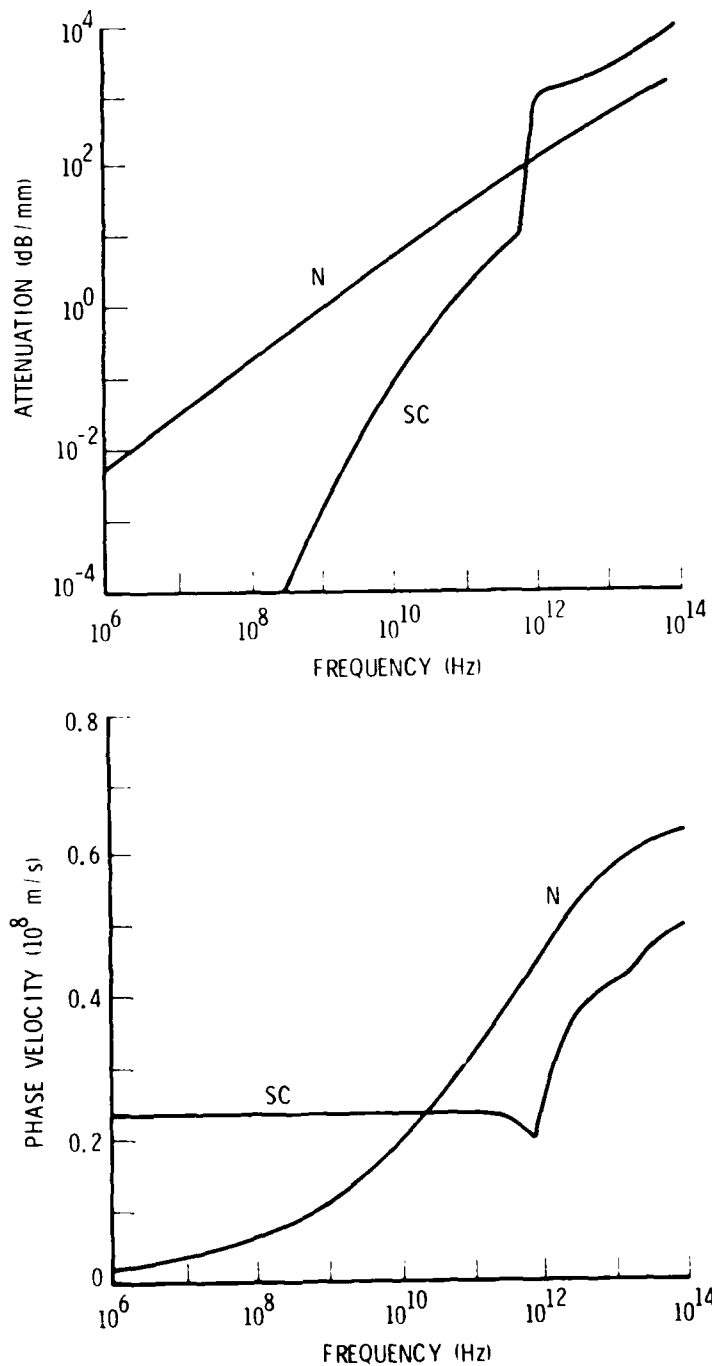 10^4
10^2
10^0
10^-2
10^-4
ATTENUATION (dB/mm)
N
SC
10^6
10^8
10^10
10^12
10^14
FREQUENCY (Hz)
0.8
0.6
0.4
0.2
0
PHASE VELOCITY (10^8 m/s)
N
SC
10^6
10^8
10^10
10^12
10^14
FREQUENCY (Hz)